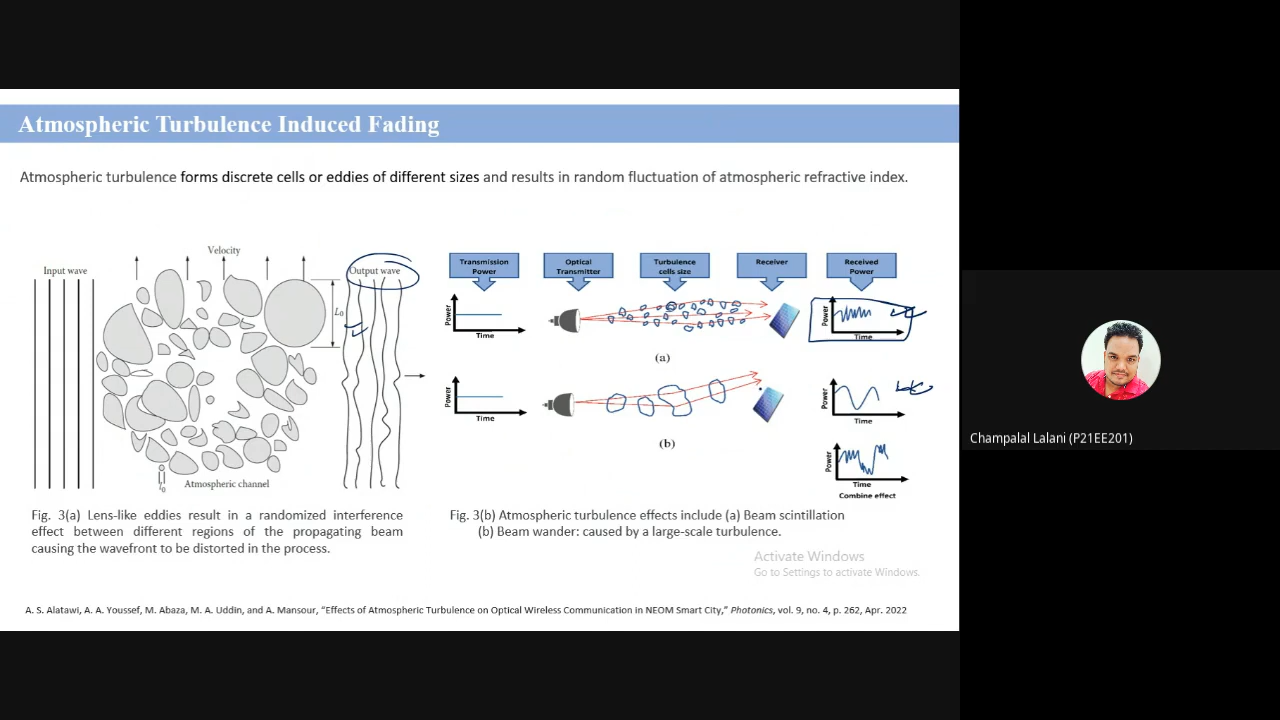 Atmospheric Turbulence Induced Fading
Atmospheric turbulence forms discrete cells or eddies of different sizes and results in random fluctuation of atmospheric refractive index.
Velocity
Input wave
Output wave
L0
l0
Atmospheric channel
Transmission Power
Optical Transmitter
Turbulence cells size
Receiver
Received Power
Power
Time
Power
Time
(a)
Power
Time
Power
Time
(b)
Power
Time
Combine effect
Fig. 3(a) Lens-like eddies result in a randomized interference
effect between different regions of the propagating beam
causing the wavefront to be distorted in the process.
Fig. 3(b) Atmospheric turbulence effects include (a) Beam scintillation
(b) Beam wander: caused by a large-scale turbulence.
Activate Windows
Go to Settings to activate Windows.
A. S. Alatawi, A. A. Youssef, M. Abaza, M. A. Uddin, and A. Mansour, "Effects of Atmospheric Turbulence on Optical Wireless Communication in NEOM Smart City," Photonics, vol. 9, no. 4, p. 262, Apr. 2022
Champalal Lalani (P21EE201)